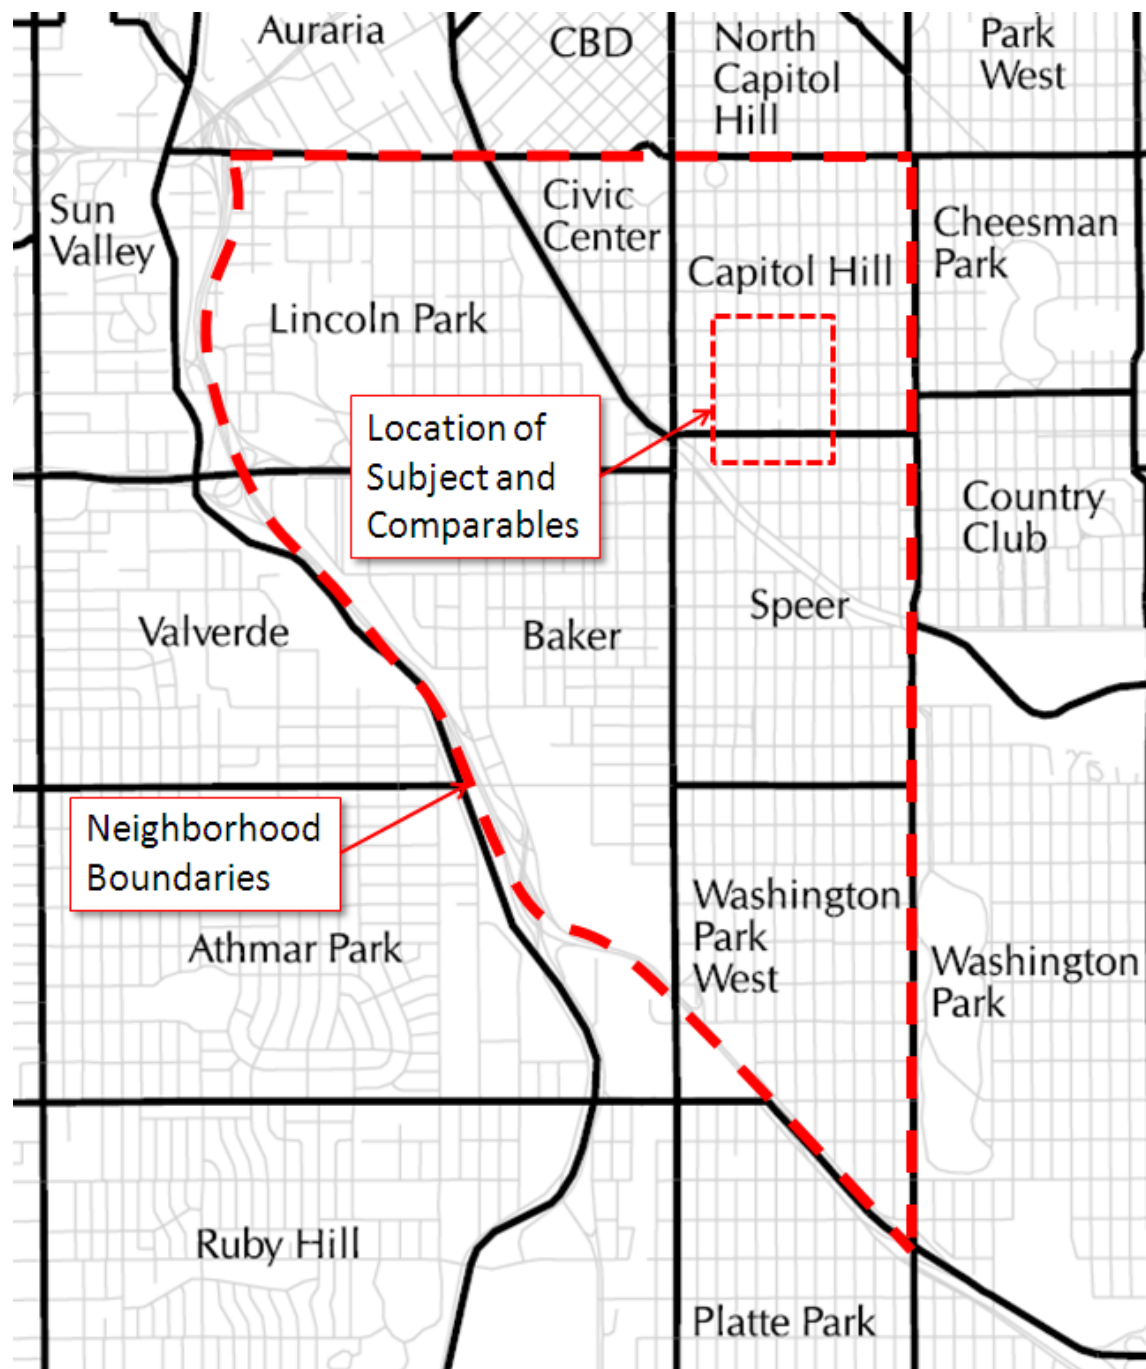 Auraria
CBD
North
Capitol
Hill
Park
West
Sun
Valley
Civic
Center
Cheesman
Park
Capitol Hill
Lincoln Park
Location of
Subject and
Comparables
Country
Club
Valverde
Baker
Speer
Neighborhood
Boundaries
Athmar Park
Washington
Park
West
Washington
Park
Ruby Hill
Platte Park